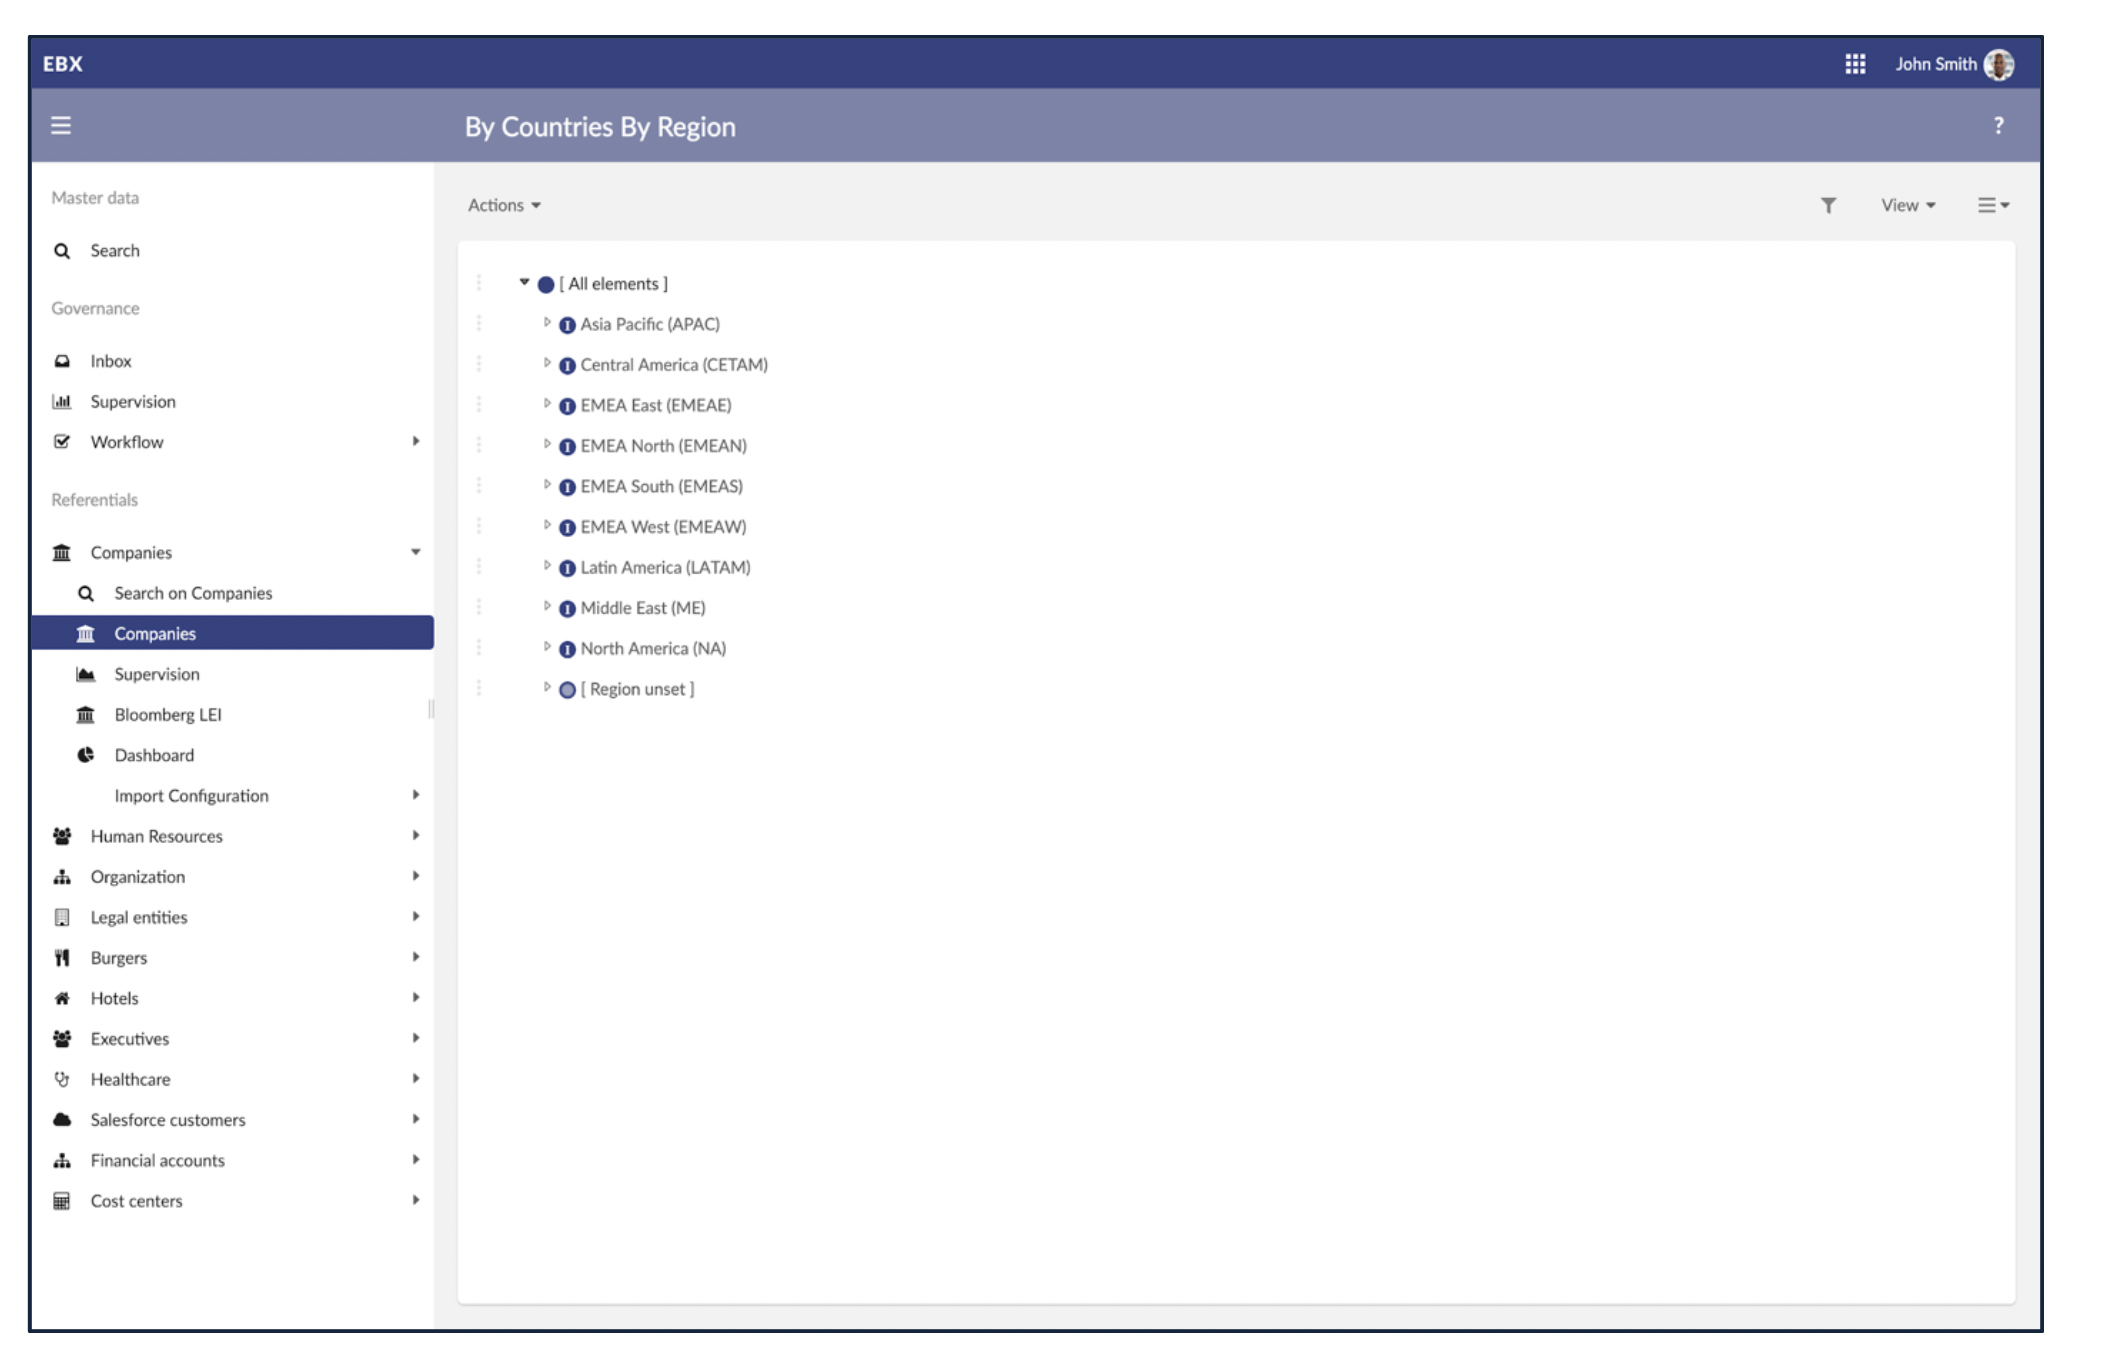 EBX
John Smith
By Countries By Region
?
Master data
Search
Governance
Inbox
Supervision
Workflow
Referentials
Companies
Search on Companies
Companies
Supervision
Bloomberg LEI
Dashboard
Import Configuration
Human Resources
Organization
Legal entities
Burgers
Hotels
Executives
Healthcare
Salesforce customers
Financial accounts
Cost centers
Actions
View
[ All elements ]
I Asia Pacific (APAC)
I Central America (CETAM)
I EMEA East (EMEAE)
I EMEA North (EMEAN)
I EMEA South (EMEAS)
I EMEA West (EMEAW)
I Latin America (LATAM)
I Middle East (ME)
I North America (NA)
[ Region unset ]